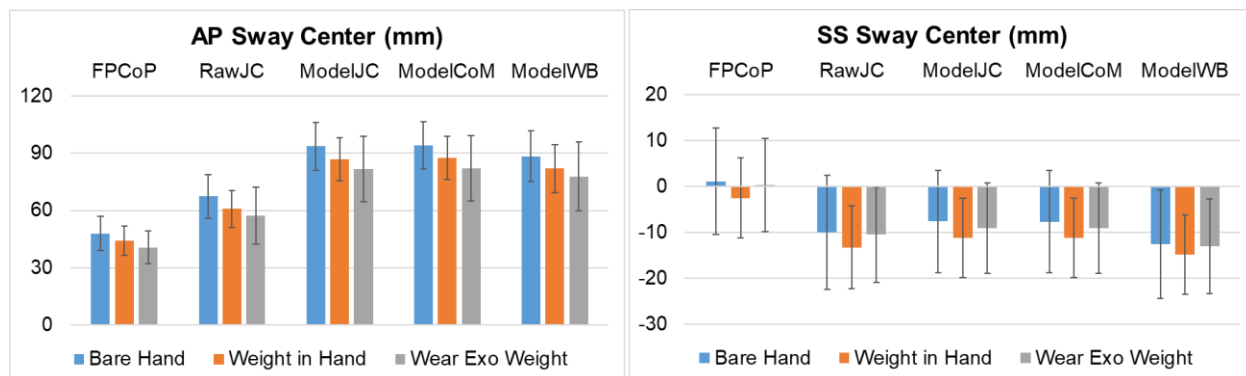 AP Sway Center (mm)
FPCoP RawJC ModelJC ModelCoM ModelWB
120
90
60
30
0
Bare Hand Weight in Hand Wear Exo Weight
SS Sway Center (mm)
FPCoP RawJC ModelJC ModelCoM ModelWB
20
10
0
-10
-20
-30
Bare Hand Weight in Hand Wear Exo Weight